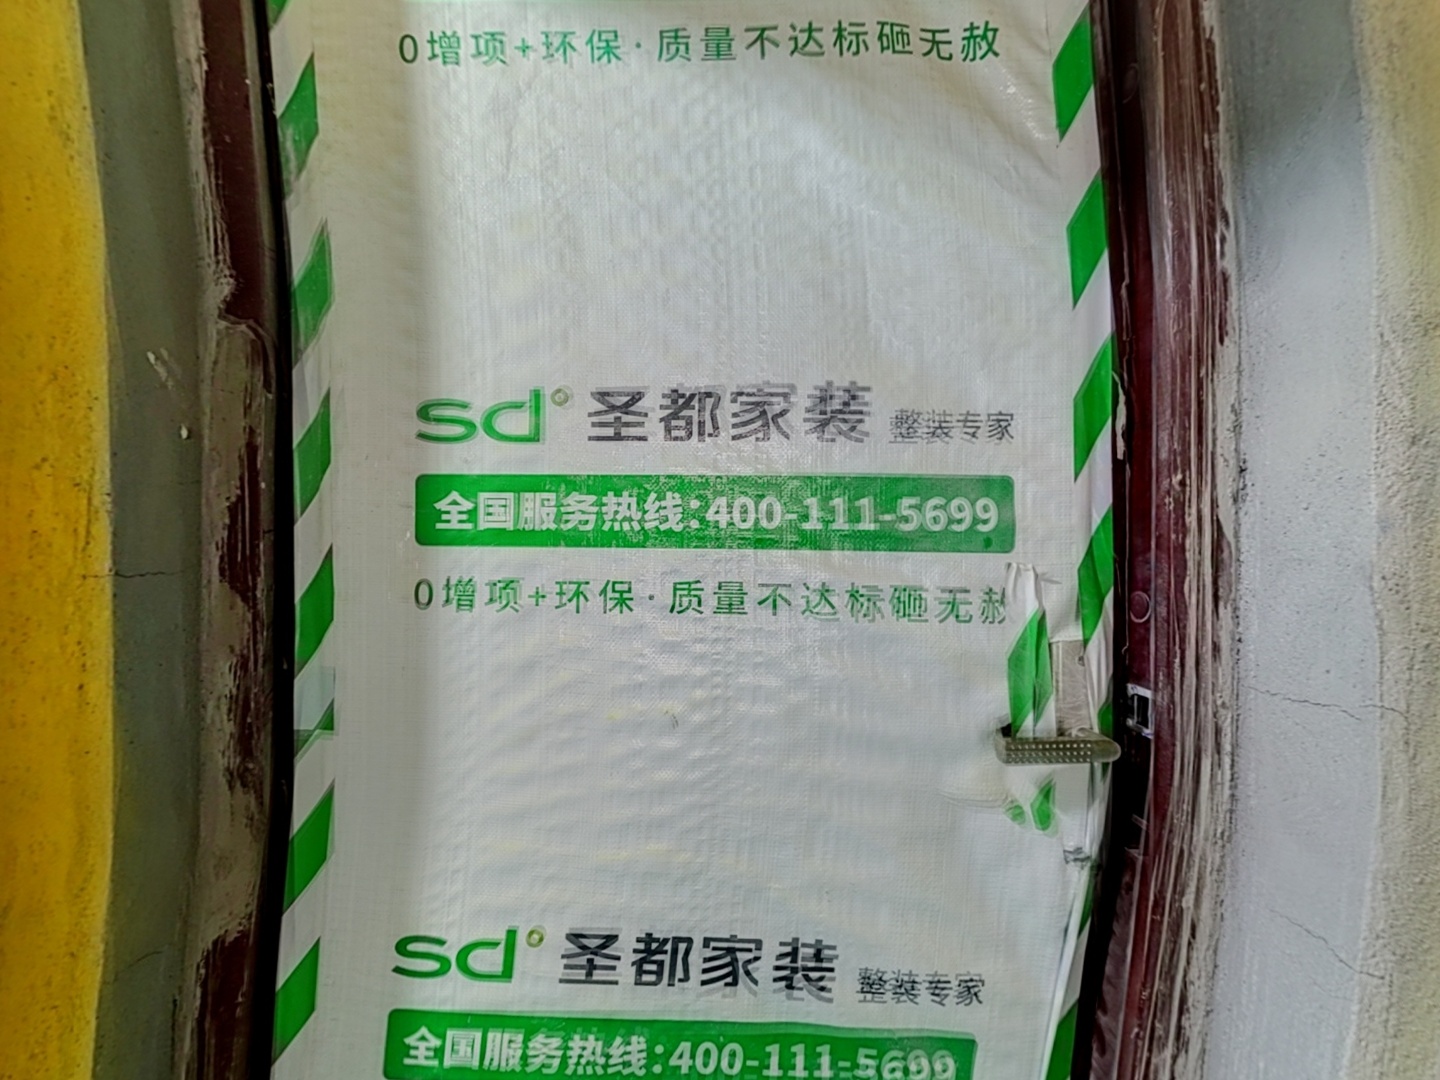 0增项+环保·质量不达标砸无赦
sd 圣都家装 整装专家
全国服务热线:400-111-5699
0增项+环保·质量不达标砸无赦
sd 圣都家装 整装专家
全国服务热线:400-111-5699